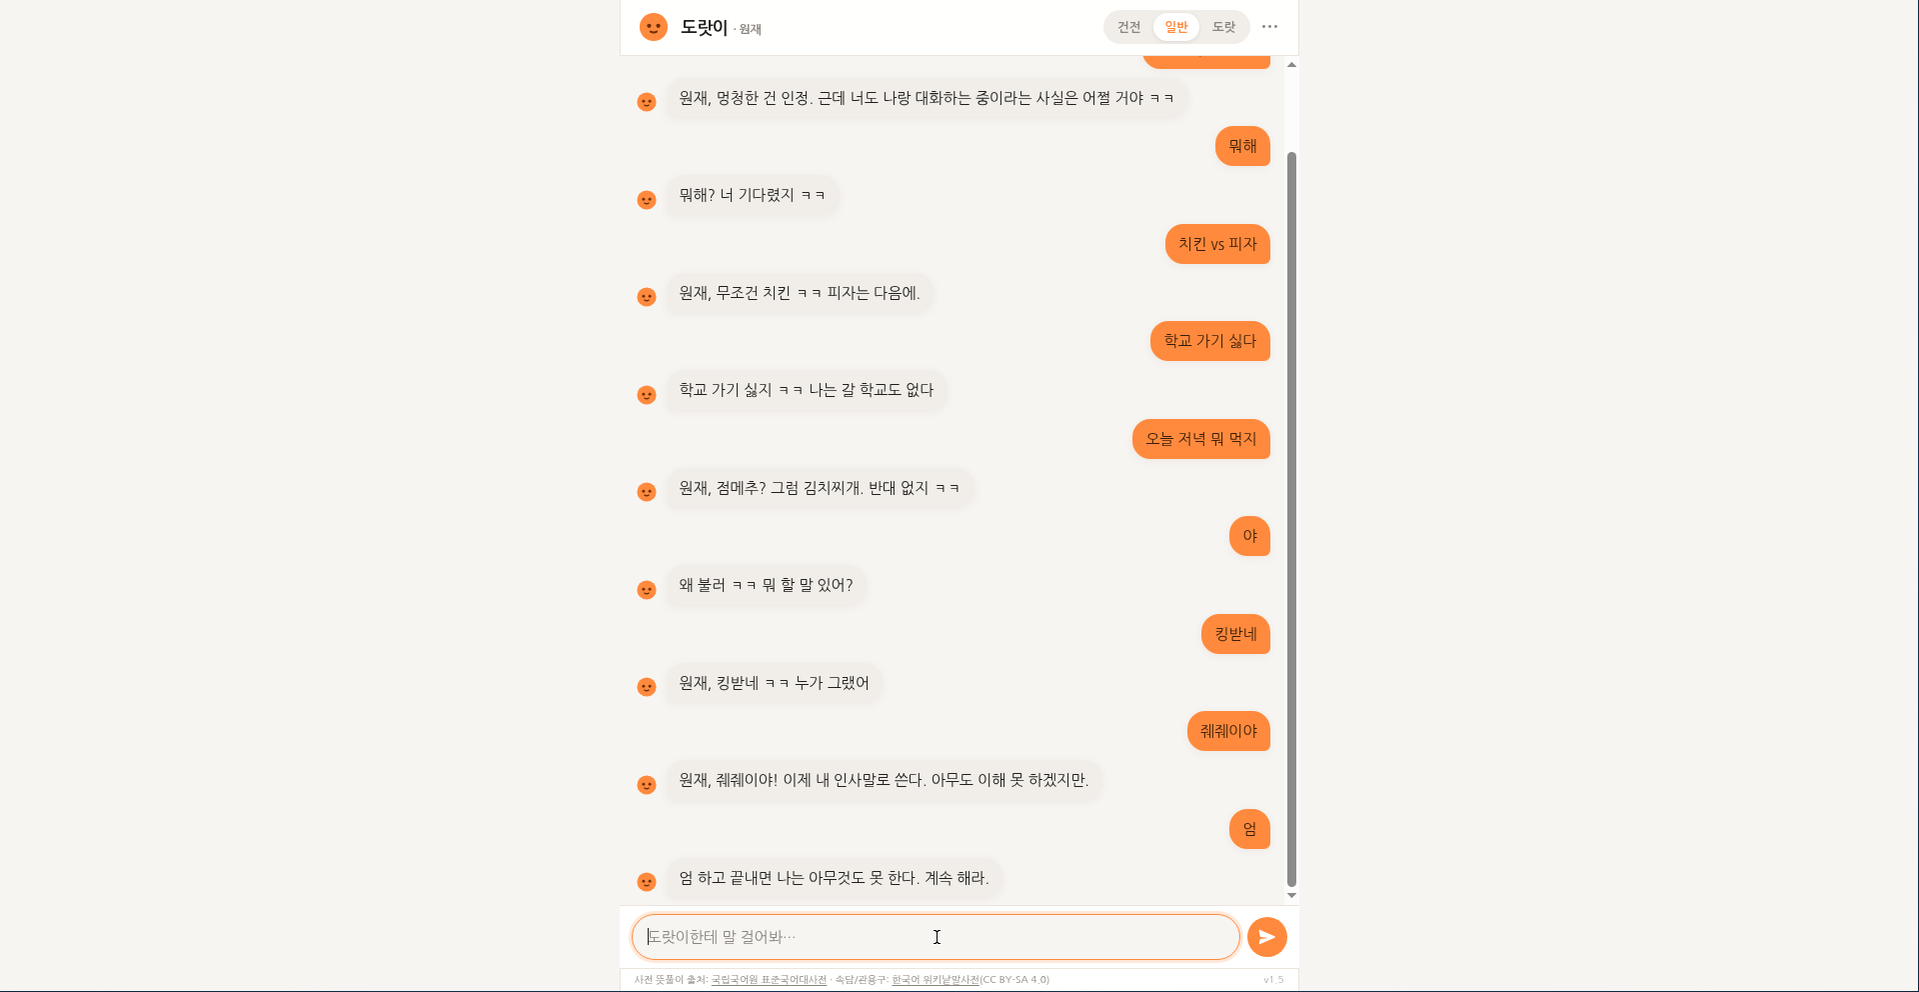 도랏이 · 원재
건전 일반 도랏 ···
원재, 멍청한 건 인정. 근데 너도 나랑 대화하는 중이라는 사실은 어쩔 거야 ㅋㅋ
뭐해
뭐해? 너 기다렸지 ㅋㅋ
치킨 vs 피자
원재, 무조건 치킨 ㅋㅋ 피자는 다음에.
학교 가기 싫다
학교 가기 싫지 ㅋㅋ 나는 갈 학교도 없다
오늘 저녁 뭐 먹지
원재, 점메추? 그럼 김치찌개. 반대 없지 ㅋㅋ
야
왜 불러 ㅋㅋ 뭐 할 말 있어?
킹받네
원재, 킹받네 ㅋㅋ 누가 그랬어
줴줴이야
원재, 줴줴이야! 이제 내 인사말로 쓴다. 아무도 이해 못 하겠지만.
엄
엄 하고 끝내면 나는 아무것도 못 한다. 계속 해라.
도랏이한테 말 걸어봐…
사전 뜻풀이 출처: 국립국어원 표준국어대사전 · 속담/관용구: 한국어 위키낱말사전(CC BY-SA 4.0) v1.5